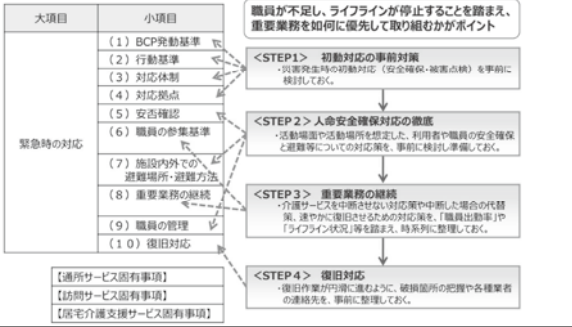 大項目
小項目
緊急時の対応
（１）BCP発動基準
（２）行動基準
（３）対応体制
（４）対応拠点
（５）安否確認
（６）職員の参集基準
（７）施設内外での
避難場所・避難方法
（８）重要業務の継続
（９）職員の管理
（１０）復旧対応
【通所サービス固有事項】
【訪問サービス固有事項】
【居宅介護支援サービス固有事項】
職員が不足し、ライフラインが停止することを踏まえ、
重要業務を如何に優先して取り組むかがポイント
＜STEP１＞　初動対応の事前対策
・災害発生時の初動対応（安全確保・被害点検）を事前に
検討しておく。
＜STEP２＞人命安全確保対応の徹底
・活動場面や活動場所を想定した、利用者や職員の安全確保
と避難等についての対応策を、事前に検討し準備しておく。
＜STEP３＞　重要業務の継続
・介護サービスを中断させない対応策や中断した場合の代替
策、速やかに復旧させるための対応策を、「職員出勤率」や
「ライフライン状況」等を踏まえ、時系列に整理しておく。
＜STEP４＞　復旧対応
・復旧作業が円滑に進むように、破損箇所の把握や各種業者
の連絡先を、事前に整理しておく。